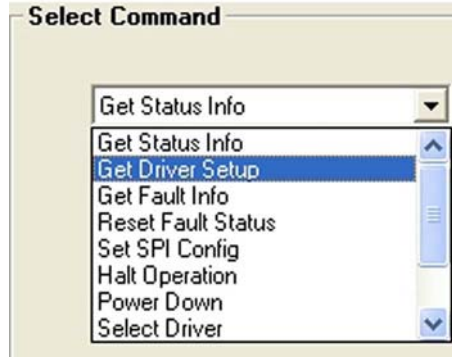 Select Command
Get Status Info
Get Status Info
Get Driver Setup
Get Fault Info
Reset Fault Status
Set SPI Config
Halt Operation
Power Down
Select Driver